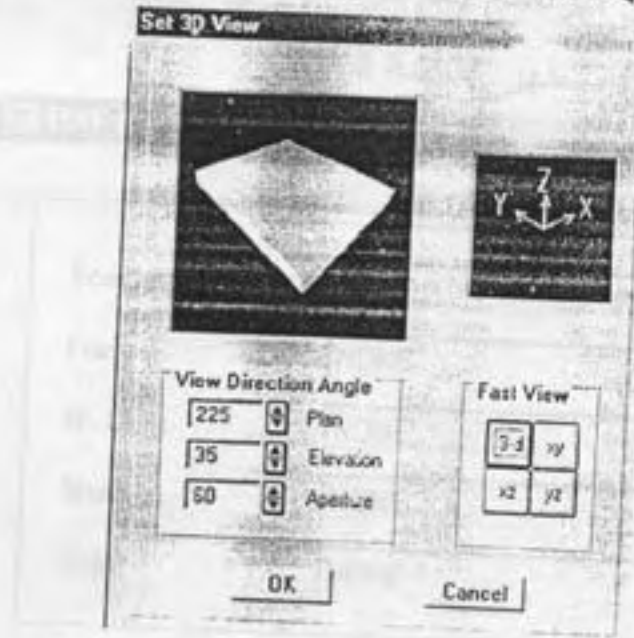 Set 3D View
Z
Y X
View Direction Angle
225 Plan
35 Elevation
60 Aperture
Fast View
3-d xy
xz yz
OK
Cancel